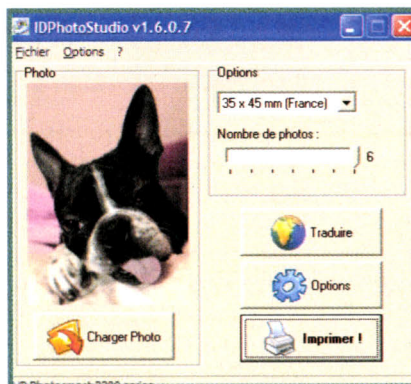 IDPhotoStudio v1.6.0.7
Fichier Options ?
Photo
Options
35 x 45 mm (France)
Nombre de photos :
6
Traduire
Options
Charger Photo
Imprimer !